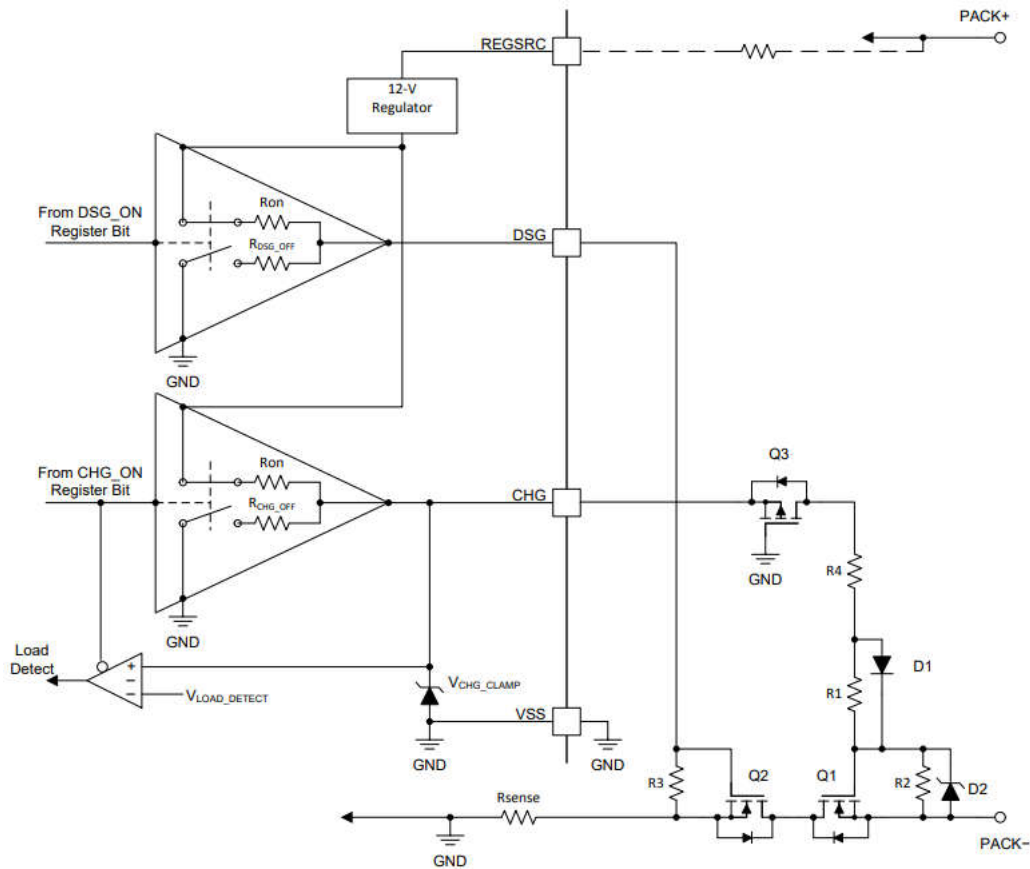 PACK+
REGSRC
12-V
Regulator
From DSG_ON
Register Bit
Ron
RDSG_OFF
DSG
GND
From CHG_ON
Register Bit
Ron
RCHG_OFF
CHG
Q3
GND
R4
GND
Load
Detect
+
−
−
VLOAD_DETECT
VCHG_CLAMP
D1
R1
VSS
GND
GND
R3
Q2
Q1
R2
D2
Rsense
GND
PACK−